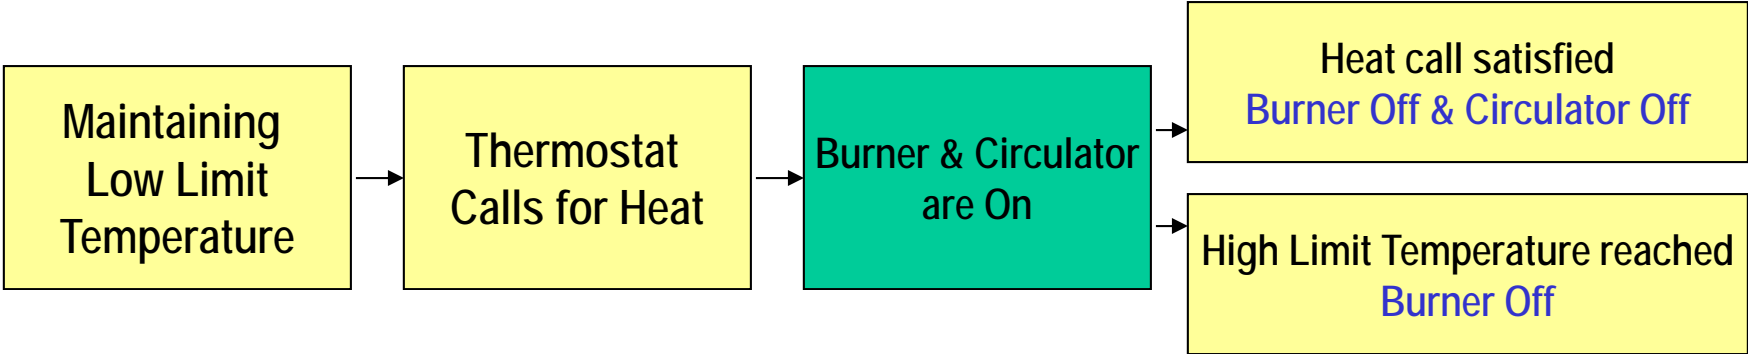 Maintaining
Low Limit
Temperature
Thermostat
Calls for Heat
Burner & Circulator
are On
Heat call satisfied
Burner Off & Circulator Off
High Limit Temperature reached
Burner Off